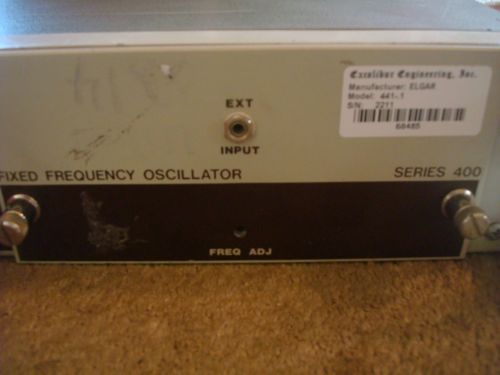 Excalibur Engineering, Inc.
Manufacturer: ELGAR
Model: 441-.1
S/N: 2211
68485
EXT
INPUT
FIXED FREQUENCY OSCILLATOR
SERIES 400
FREQ ADJ